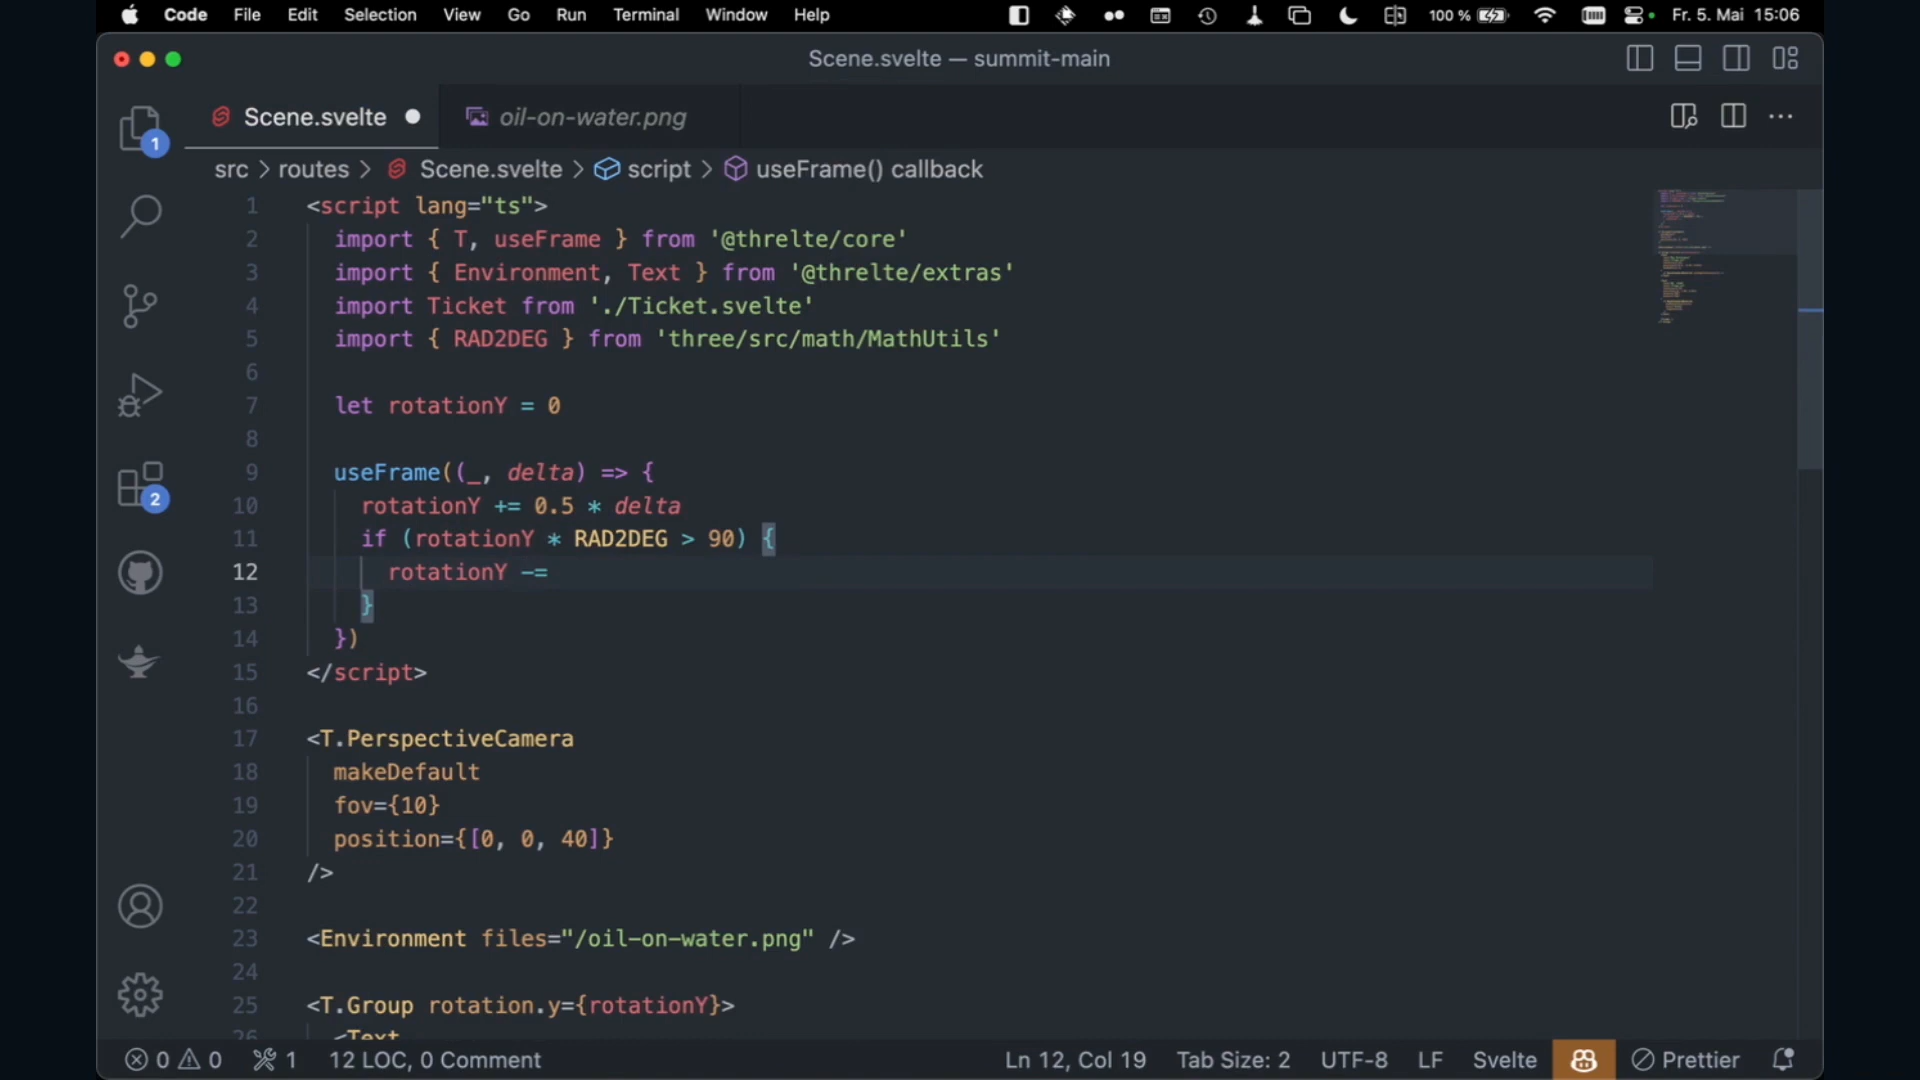 Code File Edit Selection View Go Run Terminal Window Help 100 % Fr. 5. Mai 15:06
Scene.svelte — summit-main
Scene.svelte oil-on-water.png
src > routes > Scene.svelte > script > useFrame() callback
1
2
1 <script lang="ts">
2 import { T, useFrame } from '@threlte/core'
3 import { Environment, Text } from '@threlte/extras'
4 import Ticket from './Ticket.svelte'
5 import { RAD2DEG } from 'three/src/math/MathUtils'
6
7 let rotationY = 0
8
9 useFrame((_, delta) => {
10 rotationY += 0.5 * delta
11 if (rotationY * RAD2DEG > 90) {
12 rotationY -=
13 }
14 })
15 </script>
16
17 <T.PerspectiveCamera
18 makeDefault
19 fov={10}
20 position={[0, 0, 40]}
21 />
22
23 <Environment files="/oil-on-water.png" />
24
25 <T.Group rotation.y={rotationY}>
26 <Text
0 0 1 12 LOC, 0 Comment Ln 12, Col 19 Tab Size: 2 UTF-8 LF Svelte Prettier